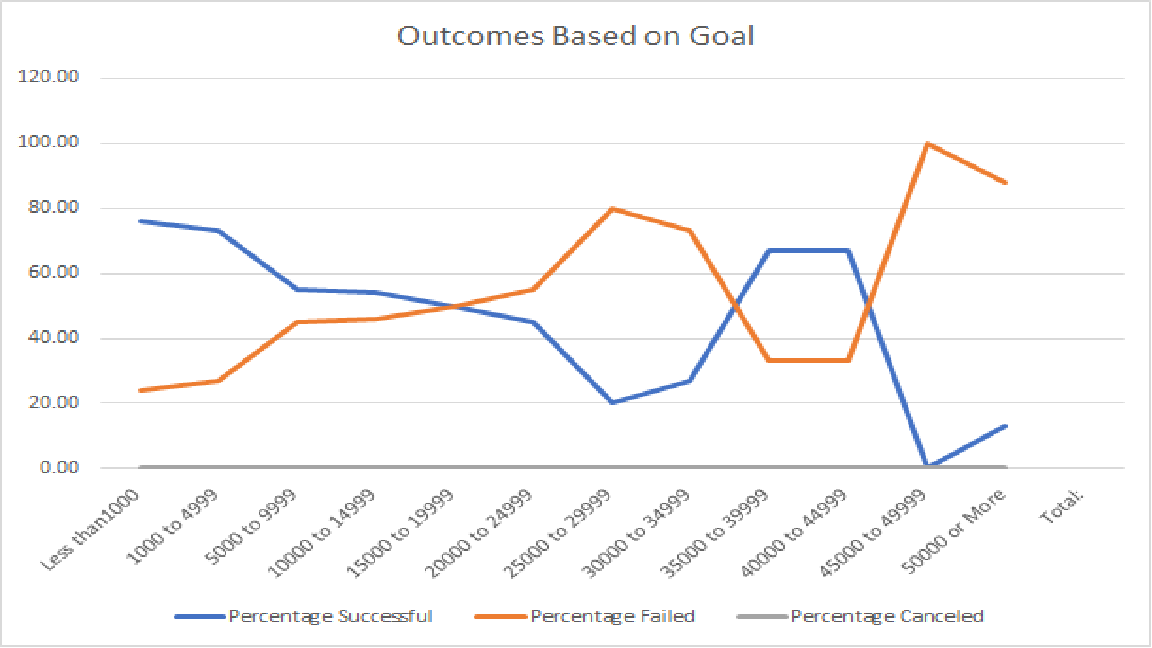 Outcomes Based on Goal
120.00
100.00
80.00
60.00
40.00
20.00
0.00
Less than1000
1000 to 4999
5000 to 9999
10000 to 14999
15000 to 19999
20000 to 24999
25000 to 29999
30000 to 34999
35000 to 39999
40000 to 44999
45000 to 49999
50000 or More
Total:
Percentage Successful
Percentage Failed
Percentage Canceled